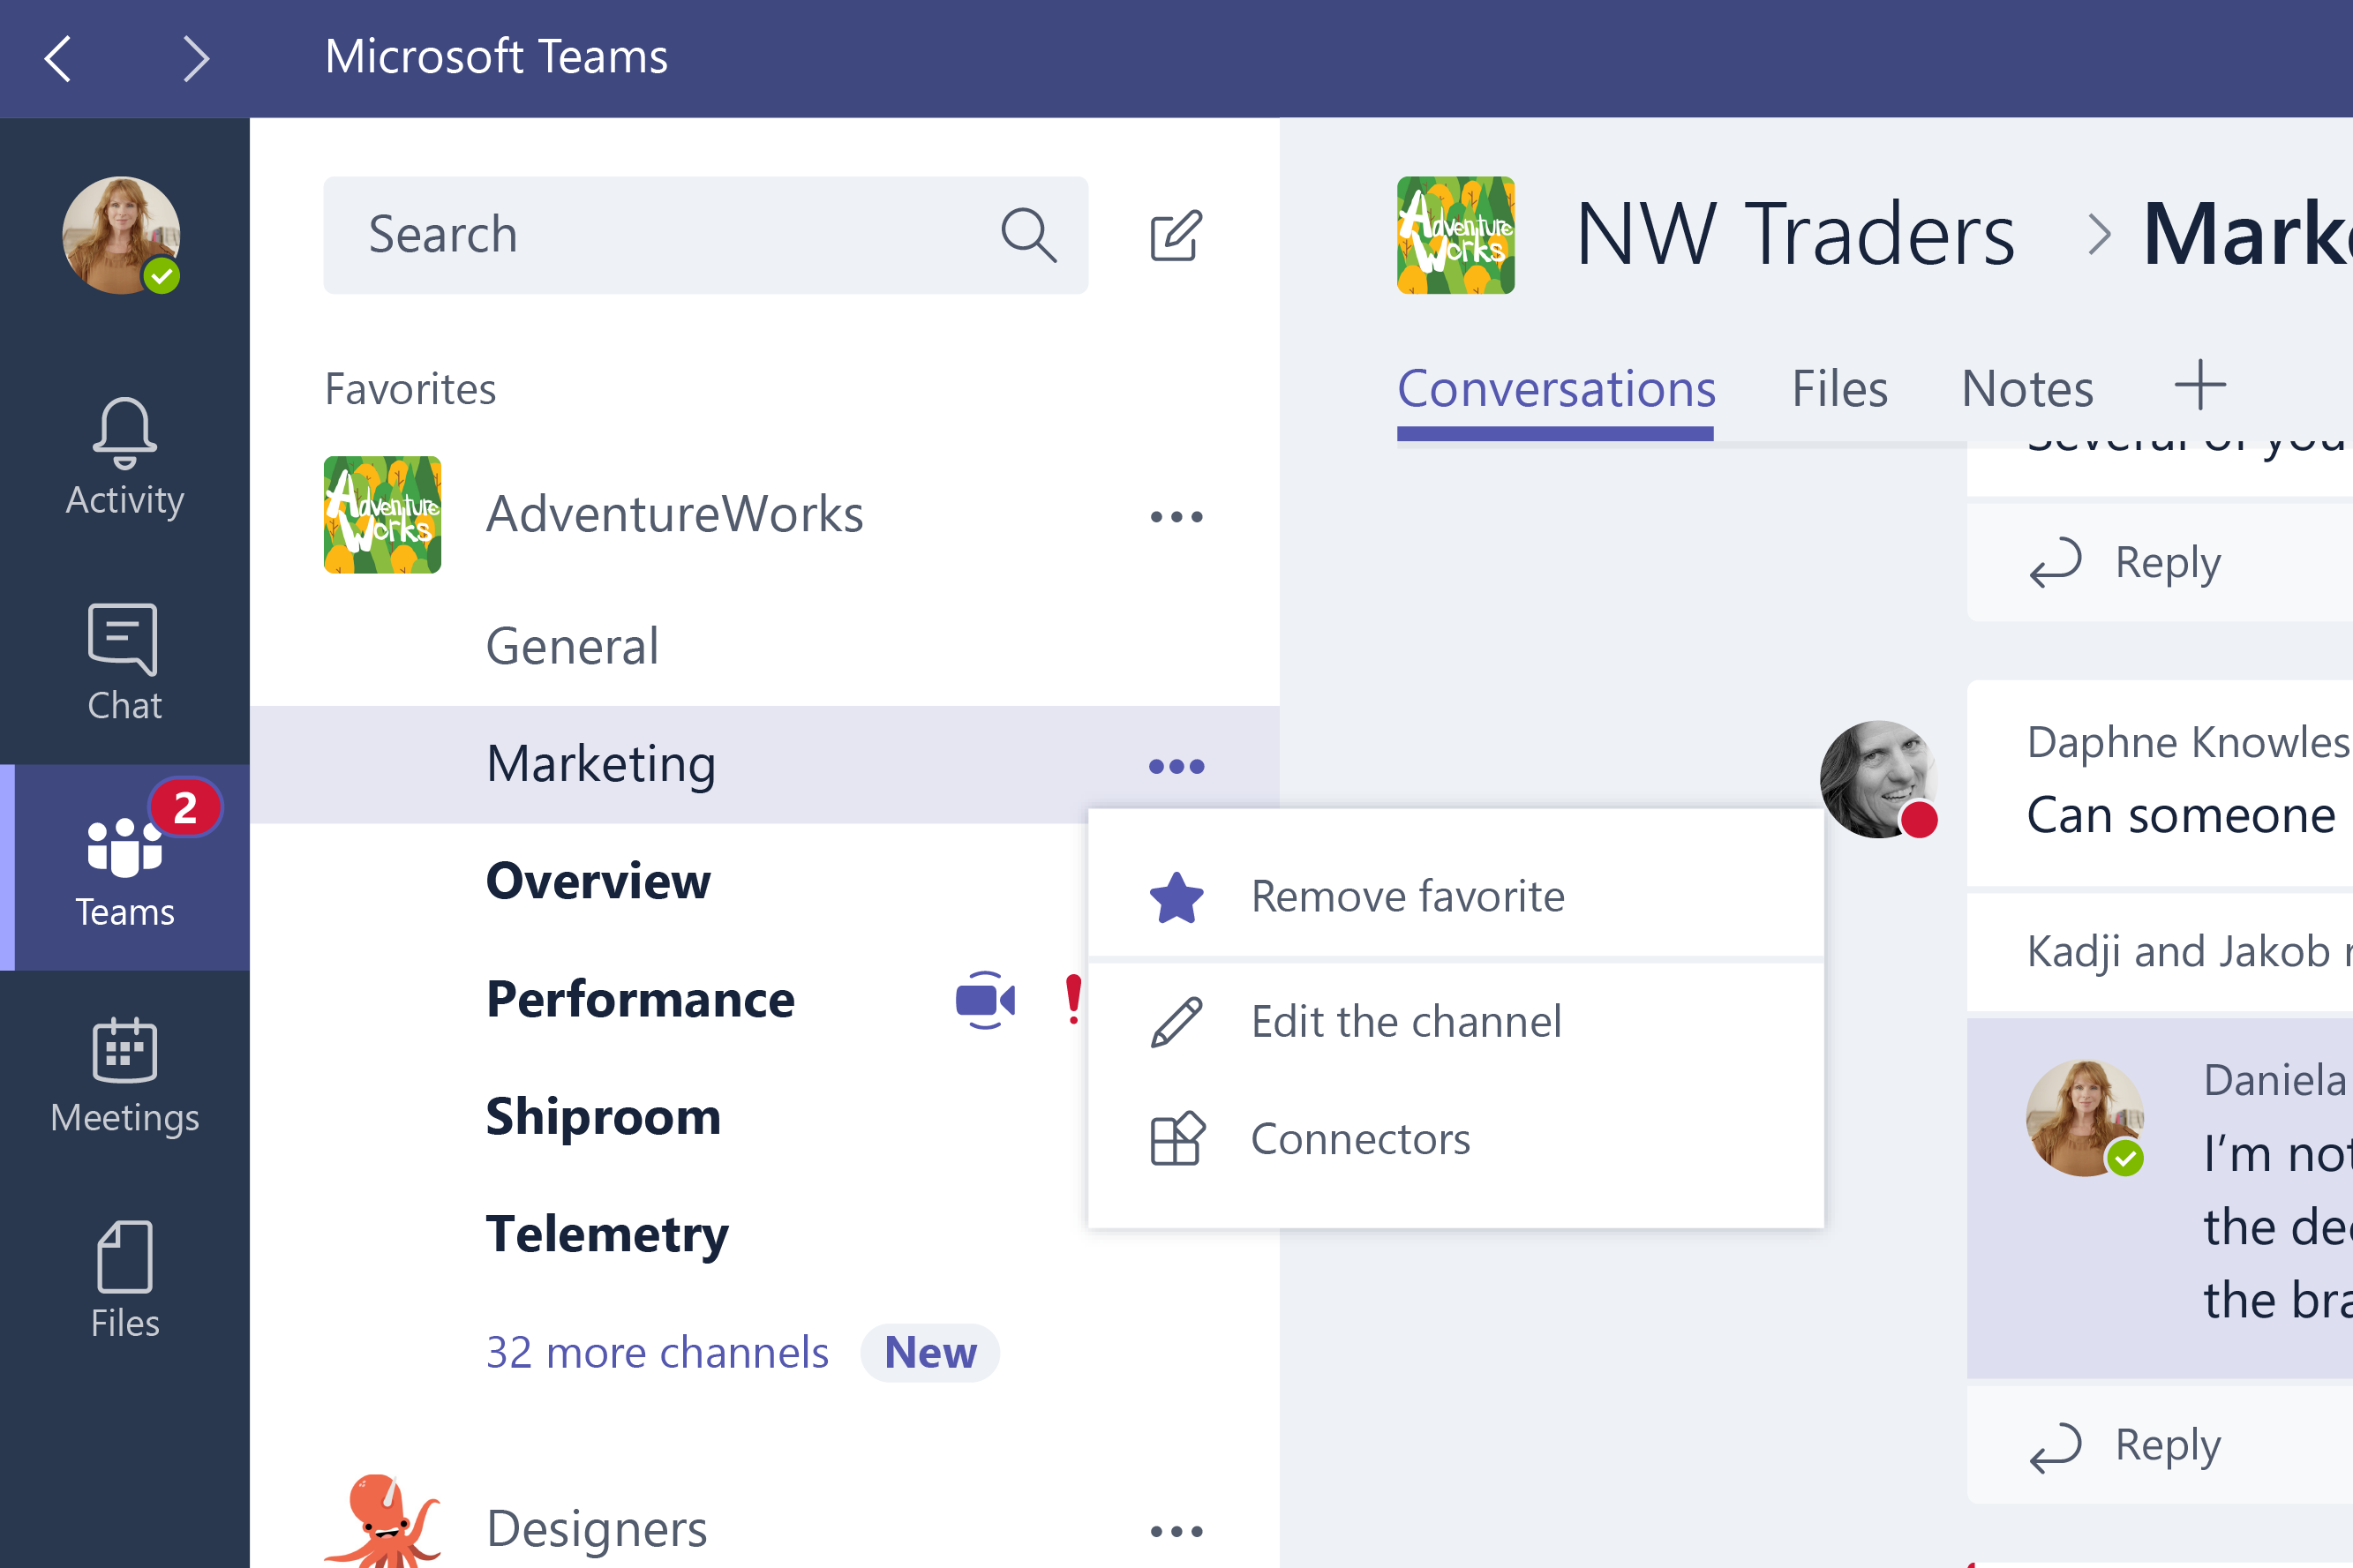 Microsoft Teams
Search
Favorites
Adventure
Works
AdventureWorks
General
Marketing
Overview
Performance
Shiproom
Telemetry
32 more channels New
Designers
Activity
Chat
2
Teams
Meetings
Files
Remove favorite
Edit the channel
Connectors
Adventure
Works
NW Traders > Marke
Conversations Files Notes +
Several of you
Reply
Daphne Knowles
Can someone
Kadji and Jakob r
Daniela
I’m not
the dec
the bra
Reply